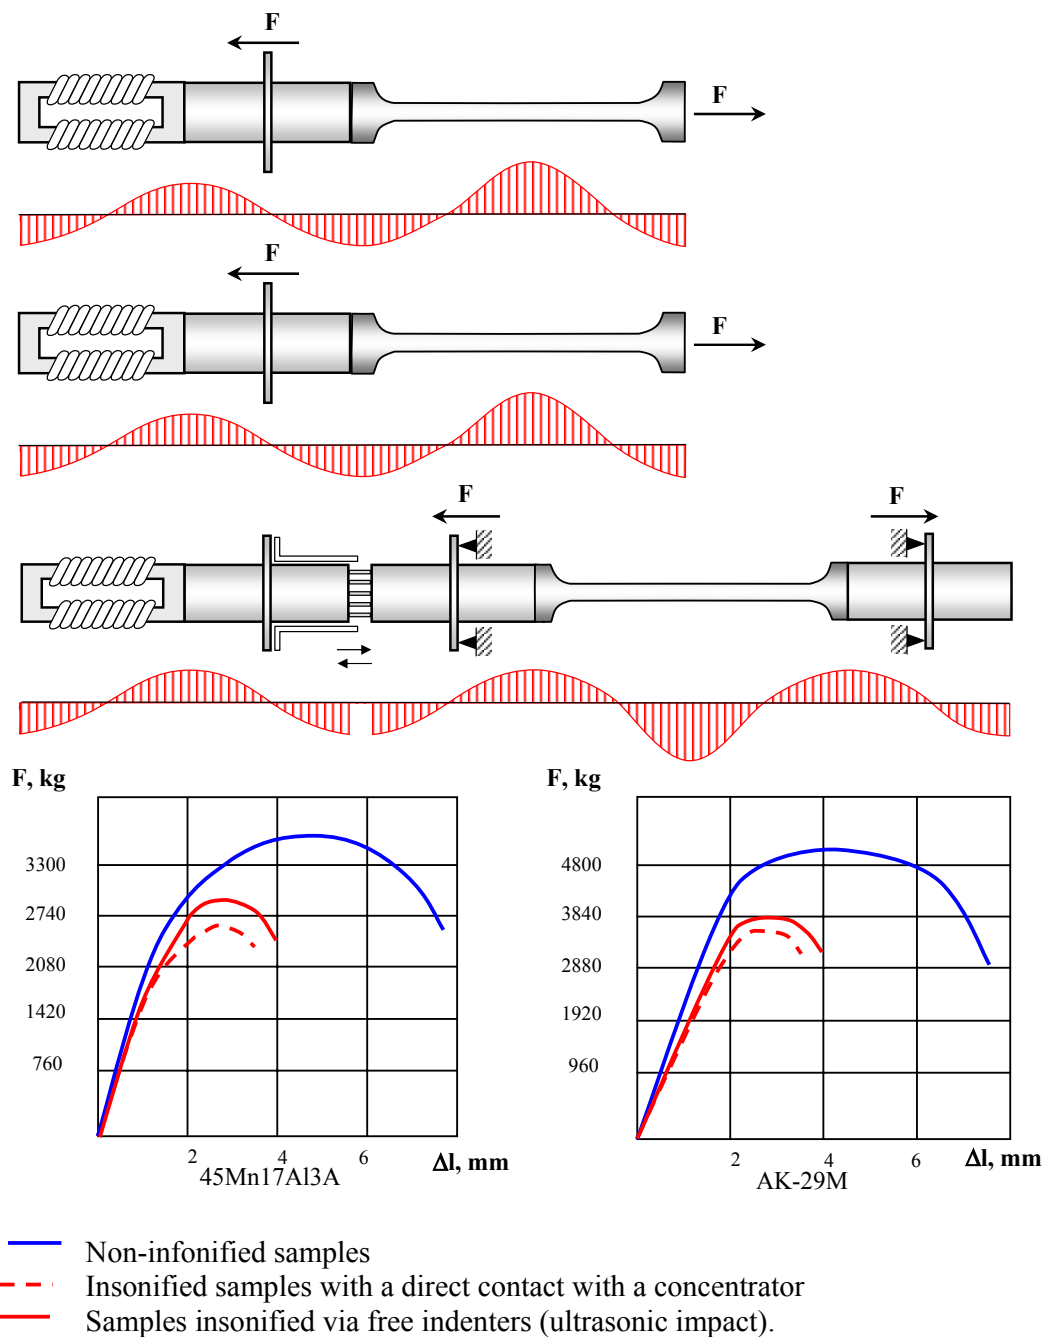 F
F
F
F
F
F
F, kg
F, kg
3300
2740
2080
1420
760
2
4
6
Δl, mm
45Mn17Al3A
4800
3840
2880
1920
960
2
4
6
Δl, mm
AK-29M
Non-infonified samples
Insonified samples with a direct contact with a concentrator
Samples insonified via free indenters (ultrasonic impact).